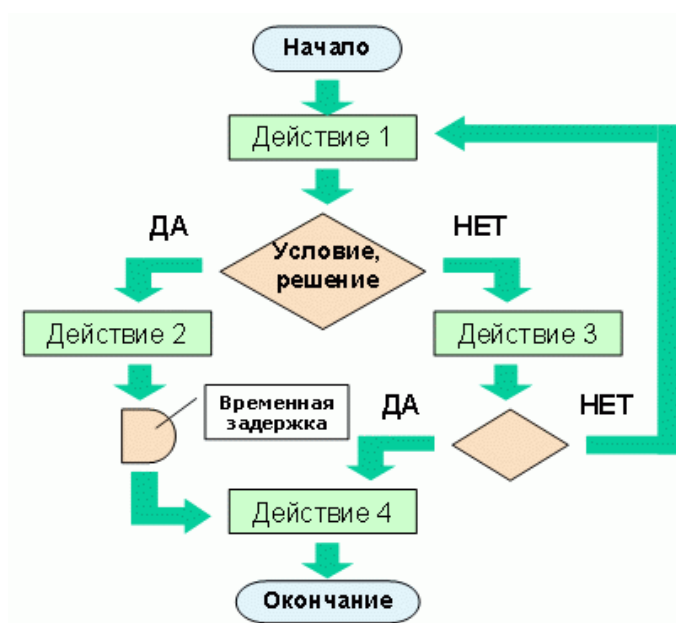 Начало
Действие 1
ДА
НЕТ
Условие,
решение
Действие 2
Действие 3
Временная
задержка
ДА
НЕТ
Действие 4
Окончание